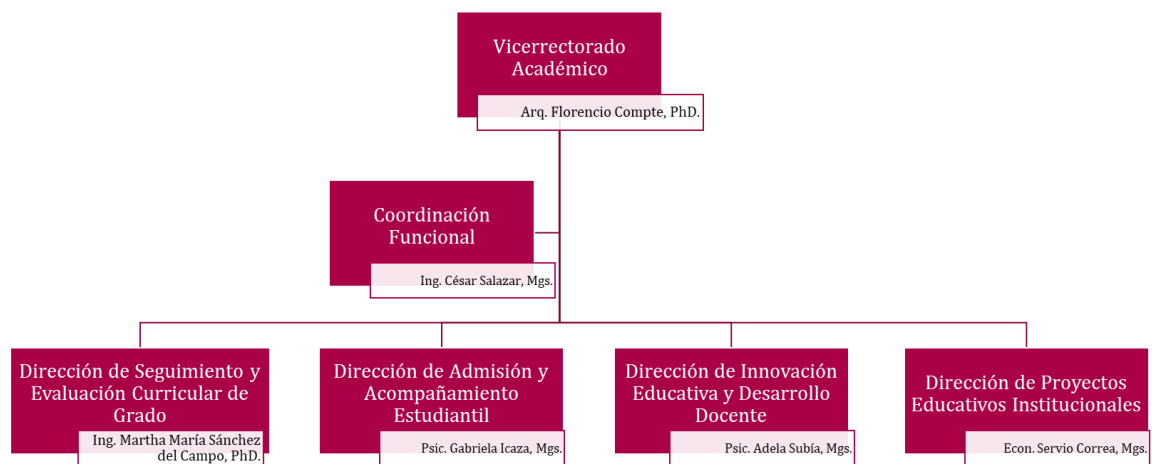 Vicerrectorado
Académico
Arq. Florencio Compte, PhD.
Coordinación
Funcional
Ing. César Salazar, Mgs.
Dirección de Seguimiento y
Evaluación Curricular de
Grado
Ing. Martha María Sánchez
del Campo, PhD.
Dirección de Admisión y
Acompañamiento
Estudiantil
Psic. Gabriela Icaza, Mgs.
Dirección de Innovación
Educativa y Desarrollo
Docente
Psic. Adela Subía, Mgs.
Dirección de Proyectos
Educativos Institucionales
Econ. Servio Correa, Mgs.